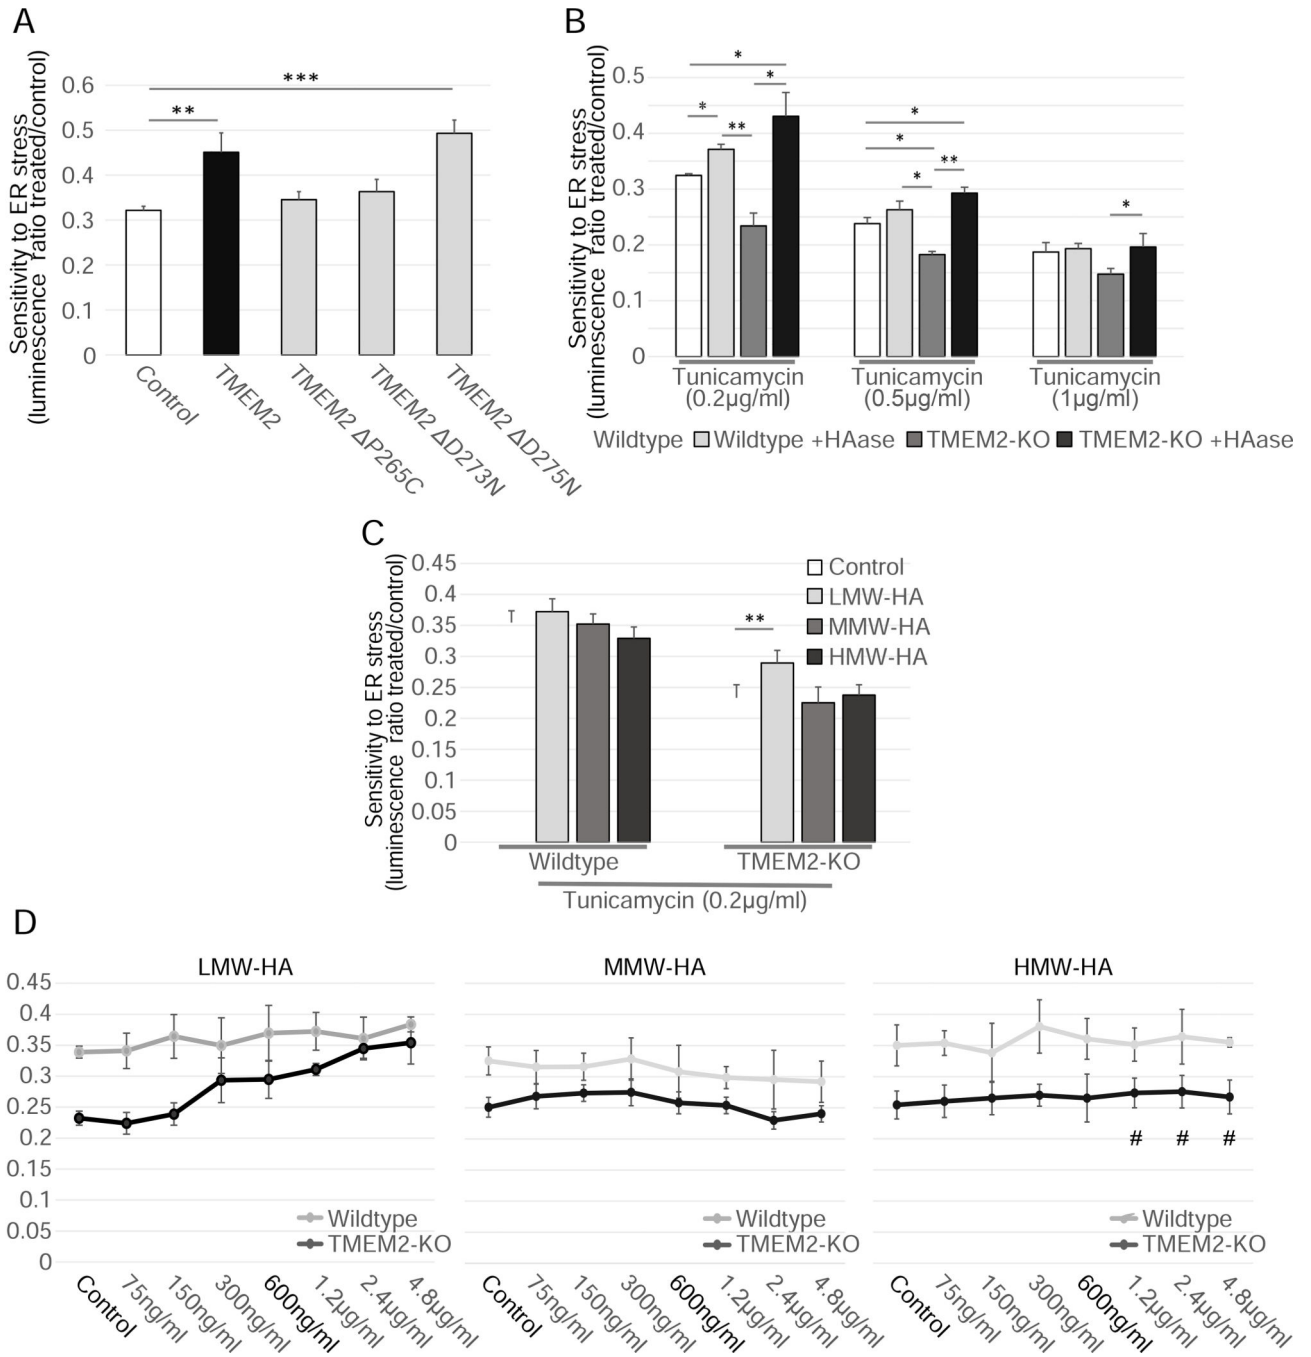 A
Sensitivity to ER stress
(luminescence ratio treated/control)
0.6
0.5
0.4
0.3
0.2
0.1
0
**
***
Control
TMEM2
TMEM2 ΔP265C
TMEM2 ΔD273N
TMEM2 ΔD275N
B
Sensitivity to ER stress
(luminescence ratio treated/control)
0.5
0.4
0.3
0.2
0.1
0
*
*
*
**
*
*
**
*
*
Tunicamycin
(0.2µg/ml)
Tunicamycin
(0.5µg/ml)
Tunicamycin
(1µg/ml)
Wildtype Wildtype +HAase TMEM2-KO TMEM2-KO +HAase
C
Sensitivity to ER stress
(luminescence ratio treated/control)
0.45
0.4
0.35
0.3
0.25
0.2
0.15
0.1
0.05
0
Control
LMW-HA
MMW-HA
HMW-HA
**
Wildtype
TMEM2-KO
Tunicamycin (0.2µg/ml)
D
LMW-HA
0.45
0.4
0.35
0.3
0.25
0.2
0.15
0.1
0.05
0
Wildtype
TMEM2-KO
Control
75ng/ml
150ng/ml
300ng/ml
600ng/ml
1.2µg/ml
2.4µg/ml
4.8µg/ml
MMW-HA
Wildtype
TMEM2-KO
Control
75ng/ml
150ng/ml
300ng/ml
600ng/ml
1.2µg/ml
2.4µg/ml
4.8µg/ml
HMW-HA
# # #
Wildtype
TMEM2-KO
Control
75ng/ml
150ng/ml
300ng/ml
600ng/ml
1.2µg/ml
2.4µg/ml
4.8µg/ml